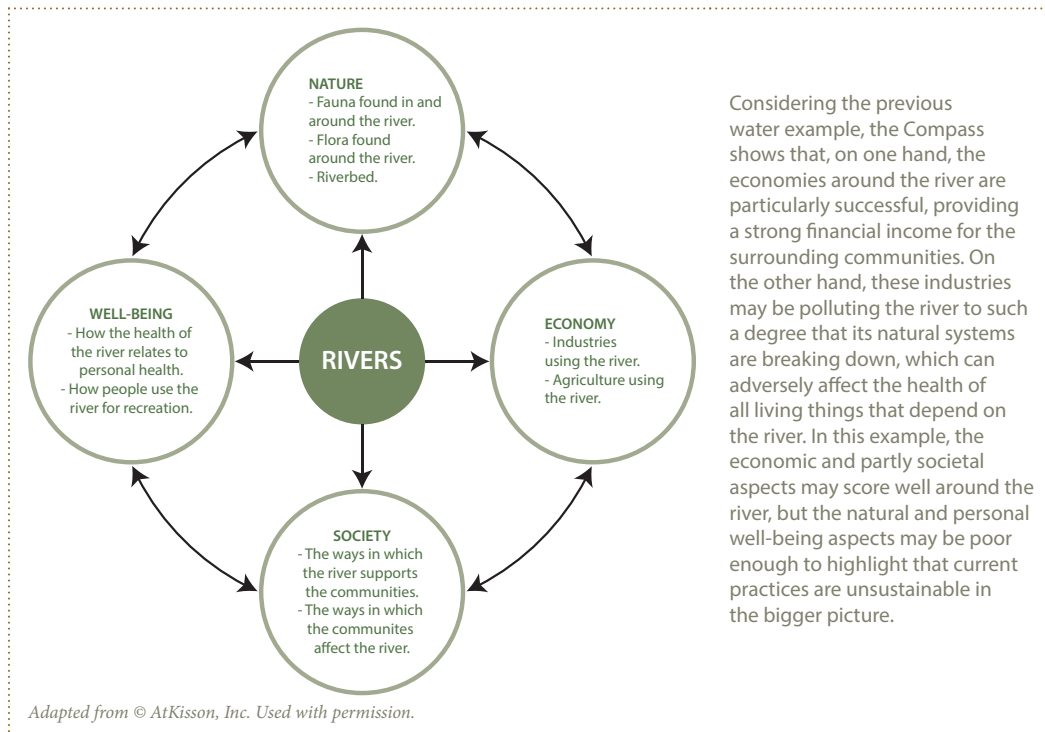 NATURE
- Fauna found in and
around the river.
- Flora found
around the river.
- Riverbed.
WELL-BEING
- How the health of
the river relates to
personal health.
- How people use the
river for recreation.
RIVERS
ECONOMY
- Industries
using the river.
- Agriculture using
the river.
SOCIETY
- The ways in which
the river supports
the communities.
- The ways in which
the communites
affect the river.
Considering the previous
water example, the Compass
shows that, on one hand, the
economies around the river are
particularly successful, providing
a strong financial income for the
surrounding communities. On
the other hand, these industries
may be polluting the river to such
a degree that its natural systems
are breaking down, which can
adversely affect the health of
all living things that depend on
the river. In this example, the
economic and partly societal
aspects may score well around the
river, but the natural and personal
well-being aspects may be poor
enough to highlight that current
practices are unsustainable in
the bigger picture.
Adapted from © AtKisson, Inc. Used with permission.